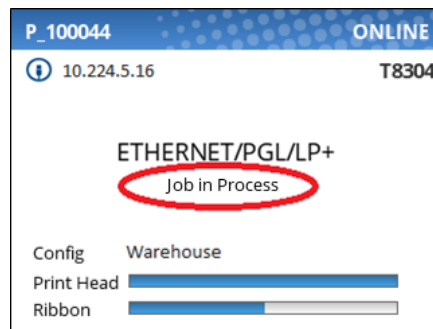 P_100044 ONLINE
10.224.5.16 T8304
ETHERNET/PGL/LP+
Job in Process
Config Warehouse
Print Head
Ribbon